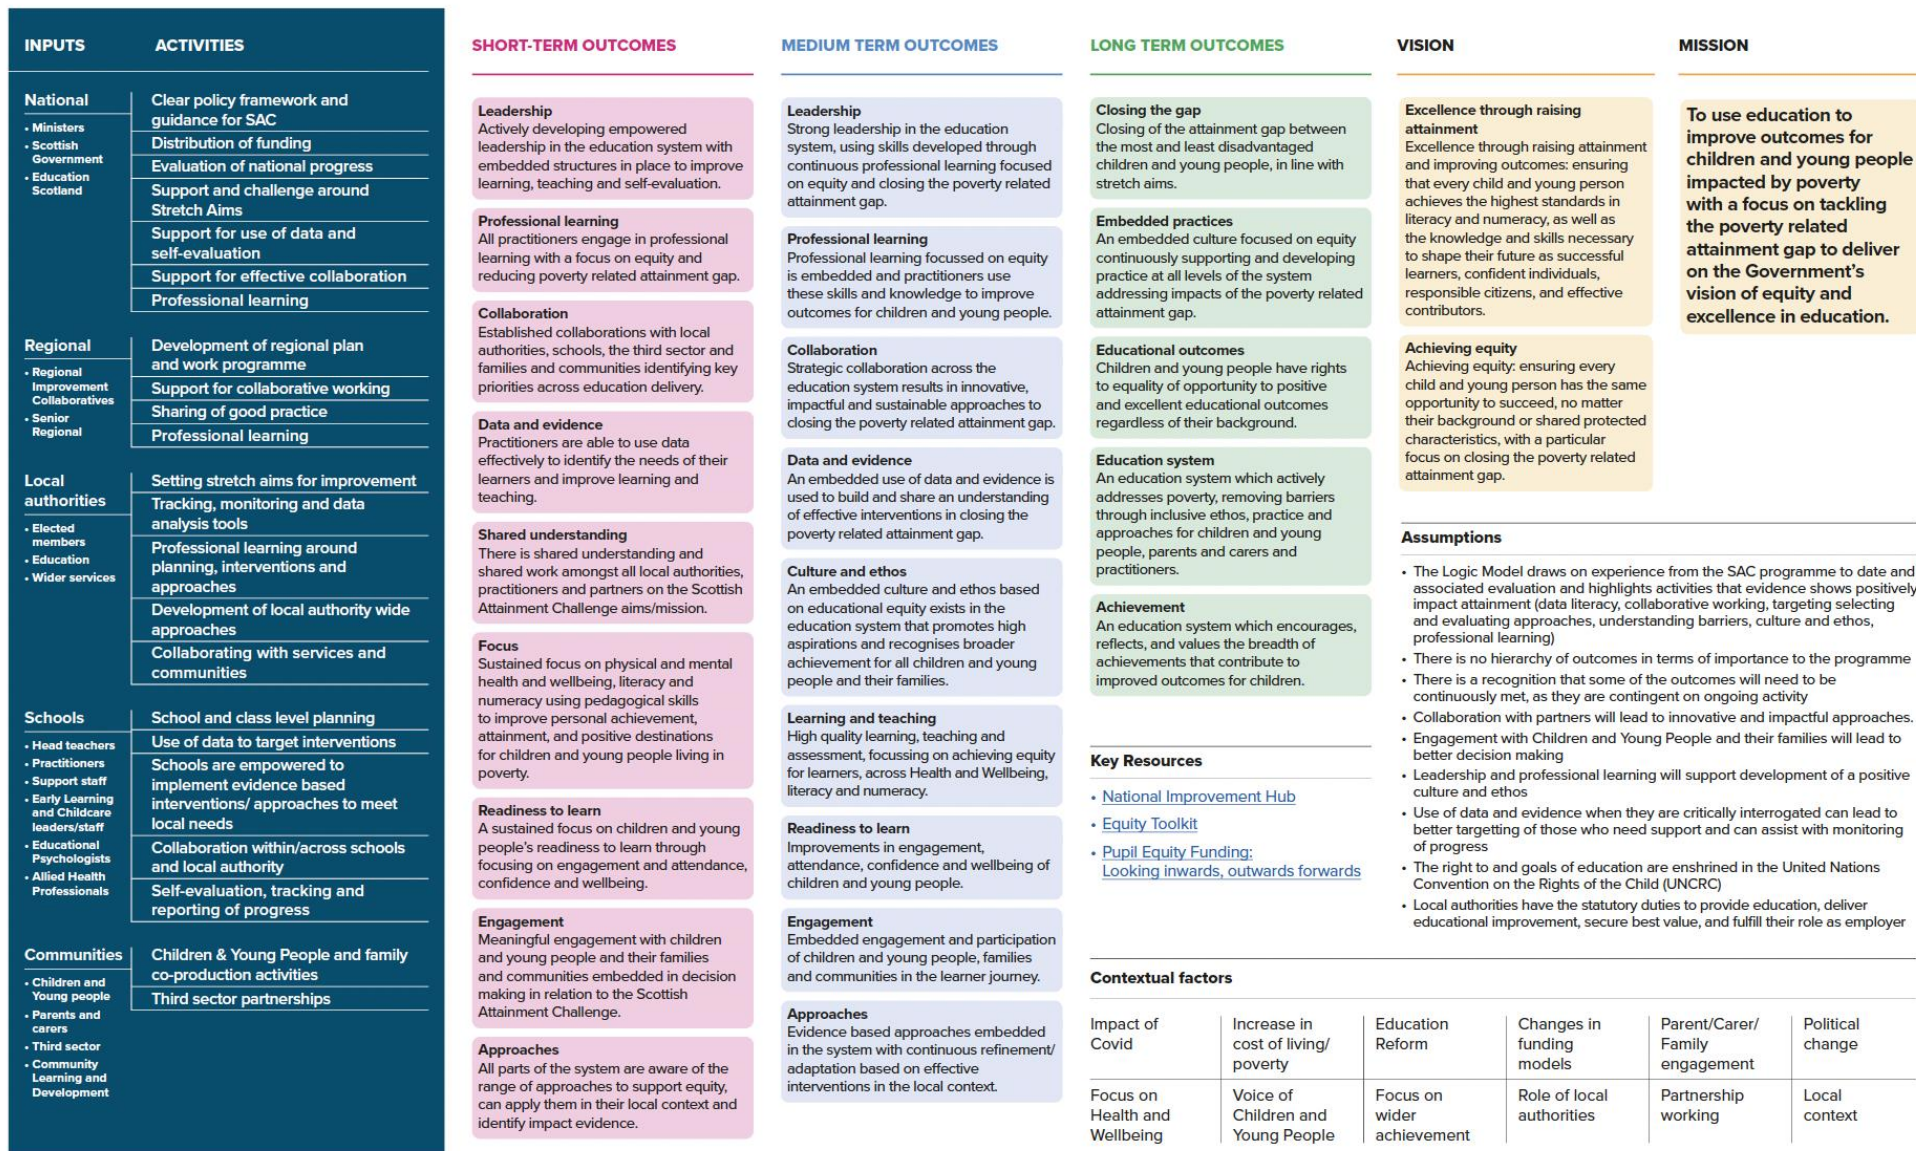 INPUTS
ACTIVITIES
National
• Ministers
• Scottish
Government
• Education
Scotland
Clear policy framework and
guidance for SAC
Distribution of funding
Evaluation of national progress
Support and challenge around
Stretch Aims
Support for use of data and
self-evaluation
Support for effective collaboration
Professional learning
Regional
• Regional
Improvement
Collaboratives
• Senior
Regional
Development of regional plan
and work programme
Support for collaborative working
Sharing of good practice
Professional learning
Local
authorities
• Elected
members
• Education
• Wider services
Setting stretch aims for improvement
Tracking, monitoring and data
analysis tools
Professional learning around
planning, interventions and
approaches
Development of local authority wide
approaches
Collaborating with services and
communities
Schools
• Head teachers
• Practitioners
• Support staff
• Early Learning
and Childcare
leaders/staff
• Educational
Psychologists
• Allied Health
Professionals
School and class level planning
Use of data to target interventions
Schools are empowered to
implement evidence based
interventions/ approaches to meet
local needs
Collaboration within/across schools
and local authority
Self-evaluation, tracking and
reporting of progress
Communities
• Children and
Young people
• Parents and
carers
• Third sector
• Community
Learning and
Development
Children & Young People and family
co-production activities
Third sector partnerships
SHORT-TERM OUTCOMES
Leadership
Actively developing empowered
leadership in the education system with
embedded structures in place to improve
learning, teaching and self-evaluation.
Professional learning
All practitioners engage in professional
learning with a focus on equity and
reducing poverty related attainment gap.
Collaboration
Established collaborations with local
authorities, schools, the third sector and
families and communities identifying key
priorities across education delivery.
Data and evidence
Practitioners are able to use data
effectively to identify the needs of their
learners and improve learning and
teaching.
Shared understanding
There is shared understanding and
shared work amongst all local authorities,
practitioners and partners on the Scottish
Attainment Challenge aims/mission.
Focus
Sustained focus on physical and mental
health and wellbeing, literacy and
numeracy using pedagogical skills
to improve personal achievement,
attainment, and positive destinations
for children and young people living in
poverty.
Readiness to learn
A sustained focus on children and young
people's readiness to learn through
focusing on engagement and attendance,
confidence and wellbeing.
Engagement
Meaningful engagement with children
and young people and their families
and communities embedded in decision
making in relation to the Scottish
Attainment Challenge.
Approaches
All parts of the system are aware of the
range of approaches to support equity,
can apply them in their local context and
identify impact evidence.
MEDIUM TERM OUTCOMES
Leadership
Strong leadership in the education
system, using skills developed through
continuous professional learning focused
on equity and closing the poverty related
attainment gap.
Professional learning
Professional learning focussed on equity
is embedded and practitioners use
these skills and knowledge to improve
outcomes for children and young people.
Collaboration
Strategic collaboration across the
education system results in innovative,
impactful and sustainable approaches to
closing the poverty related attainment gap.
Data and evidence
An embedded use of data and evidence is
used to build and share an understanding
of effective interventions in closing the
poverty related attainment gap.
Culture and ethos
An embedded culture and ethos based
on educational equity exists in the
education system that promotes high
aspirations and recognises broader
achievement for all children and young
people and their families.
Learning and teaching
High quality learning, teaching and
assessment, focussing on achieving equity
for learners, across Health and Wellbeing,
literacy and numeracy.
Readiness to learn
Improvements in engagement,
attendance, confidence and wellbeing of
children and young people.
Engagement
Embedded engagement and participation
of children and young people, families
and communities in the learner journey.
Approaches
Evidence based approaches embedded
in the system with continuous refinement/
adaptation based on effective
interventions in the local context.
LONG TERM OUTCOMES
Closing the gap
Closing of the attainment gap between
the most and least disadvantaged
children and young people, in line with
stretch aims.
Embedded practices
An embedded culture focused on equity
continuously supporting and developing
practice at all levels of the system
addressing impacts of the poverty related
attainment gap.
Educational outcomes
Children and young people have rights
to equality of opportunity to positive
and excellent educational outcomes
regardless of their background.
Education system
An education system which actively
addresses poverty, removing barriers
through inclusive ethos, practice and
approaches for children and young
people, parents and carers and
practitioners.
Achievement
An education system which encourages,
reflects, and values the breadth of
achievements that contribute to
improved outcomes for children.
Key Resources
• National Improvement Hub
• Equity Toolkit
• Pupil Equity Funding:
Looking inwards, outwards forwards
VISION
Excellence through raising
attainment
Excellence through raising attainment
and improving outcomes: ensuring
that every child and young person
achieves the highest standards in
literacy and numeracy, as well as
the knowledge and skills necessary
to shape their future as successful
learners, confident individuals,
responsible citizens, and effective
contributors.
Achieving equity
Achieving equity: ensuring every
child and young person has the same
opportunity to succeed, no matter
their background or shared protected
characteristics, with a particular
focus on closing the poverty related
attainment gap.
MISSION
To use education to
improve outcomes for
children and young people
impacted by poverty
with a focus on tackling
the poverty related
attainment gap to deliver
on the Government's
vision of equity and
excellence in education.
Assumptions
• The Logic Model draws on experience from the SAC programme to date and
associated evaluation and highlights activities that evidence shows positively
impact attainment (data literacy, collaborative working, targeting selecting
and evaluating approaches, understanding barriers, culture and ethos,
professional learning)
• There is no hierarchy of outcomes in terms of importance to the programme
• There is a recognition that some of the outcomes will need to be
continuously met, as they are contingent on ongoing activity
• Collaboration with partners will lead to innovative and impactful approaches.
• Engagement with Children and Young People and their families will lead to
better decision making
• Leadership and professional learning will support development of a positive
culture and ethos
• Use of data and evidence when they are critically interrogated can lead to
better targetting of those who need support and can assist with monitoring
of progress
• The right to and goals of education are enshrined in the United Nations
Convention on the Rights of the Child (UNCRC)
• Local authorities have the statutory duties to provide education, deliver
educational improvement, secure best value, and fulfill their role as employer
Contextual factors
Impact of
Covid
Increase in
cost of living/
poverty
Education
Reform
Changes in
funding
models
Parent/Carer/
Family
engagement
Political
change
Focus on
Health and
Wellbeing
Voice of
Children and
Young People
Focus on
wider
achievement
Role of local
authorities
Partnership
working
Local
context